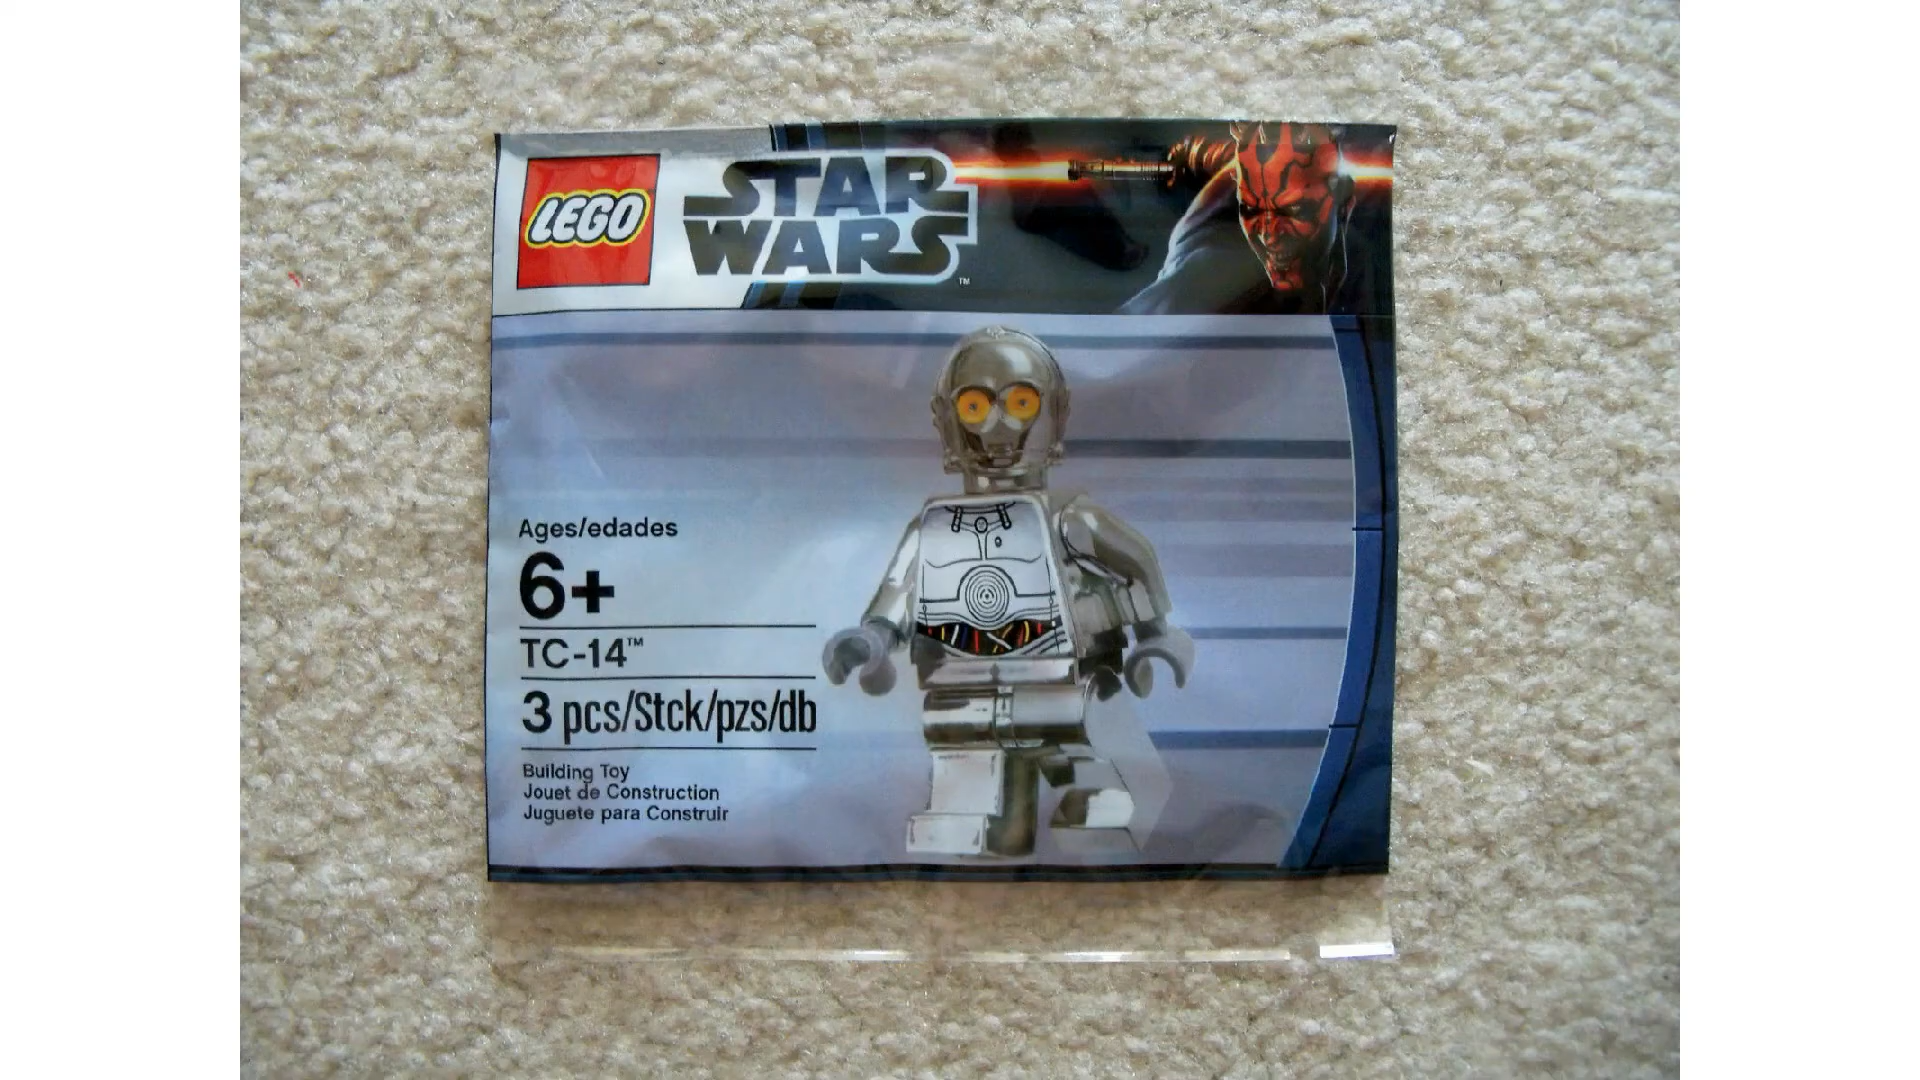 LEGO
STAR
WARS
™
Ages/edades
6+
TC-14™
3 pcs/Stck/pzs/db
Building Toy
Jouet de Construction
Juguete para Construir